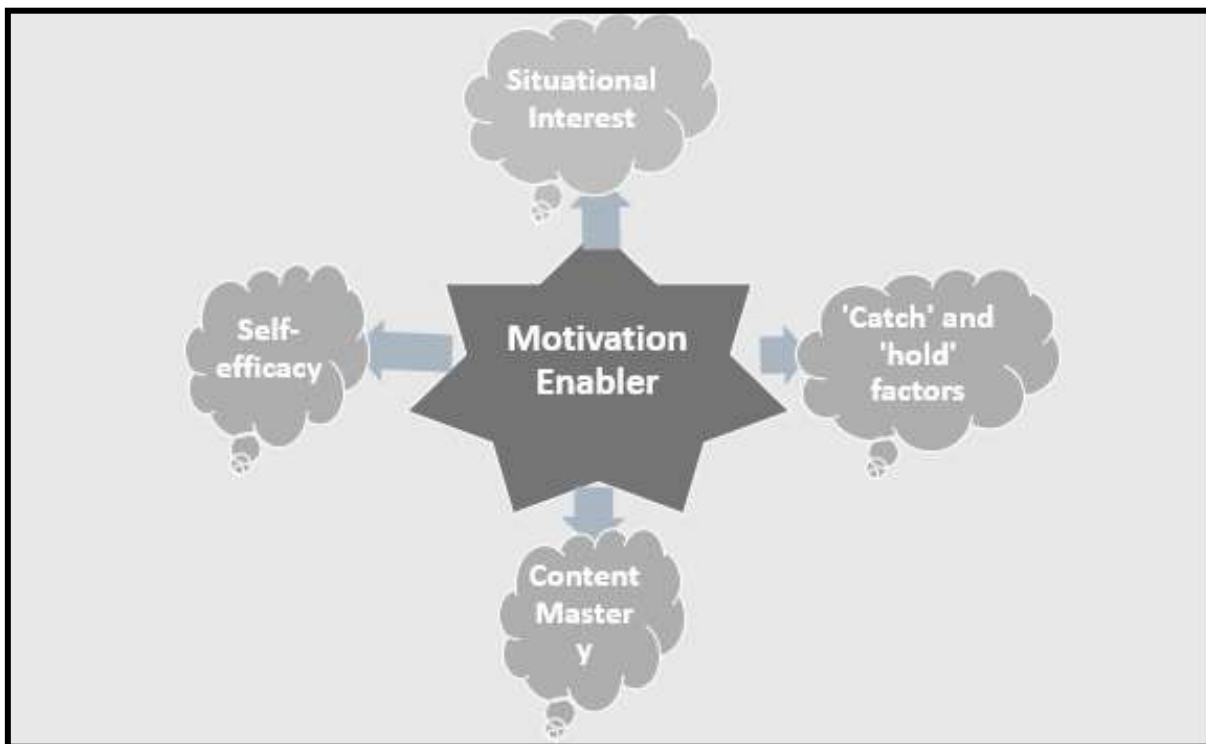 Situational
Interest
Self-
efficacy
Motivation
Enabler
'Catch' and
'hold'
factors
Content
Master
y